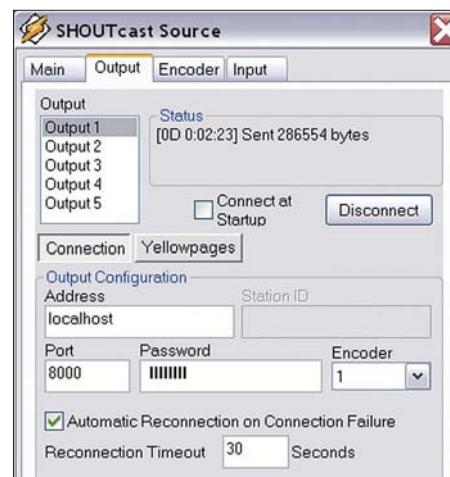 SHOUTcast Source
Main Output Encoder Input
Output
Output 1
Output 2
Output 3
Output 4
Output 5
Status
[0D 0:02:23] Sent 286554 bytes
Connect at
Startup
Disconnect
Connection Yellowpages
Output Configuration
Address Station ID
localhost
Port Password Encoder
8000 1
Automatic Reconnection on Connection Failure
Reconnection Timeout 30 Seconds